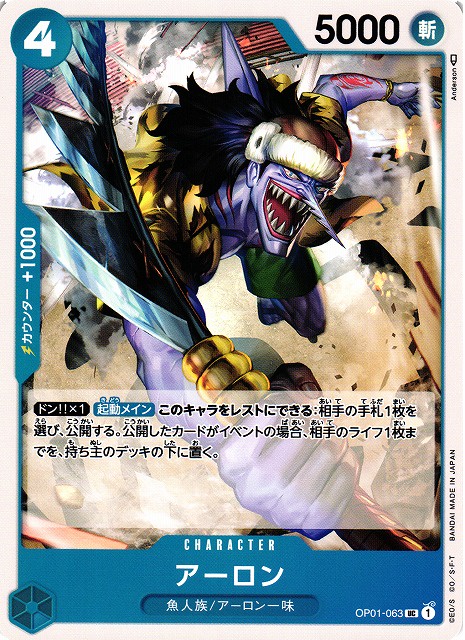 4
5000
斬
Anderson
カウンター +1000
ドン!!×1 起動メイン このキャラをレストにできる:相手の手札1枚を
選び、公開する。公開したカードがイベントの場合、相手のライフ1枚ま
でを、持ち主のデッキの下に置く。
CHARACTER
アーロン
魚人族/アーロン一味
OP01-063 UC 1
©E.O/S ©O/S・F・T BANDAI MADE IN JAPAN